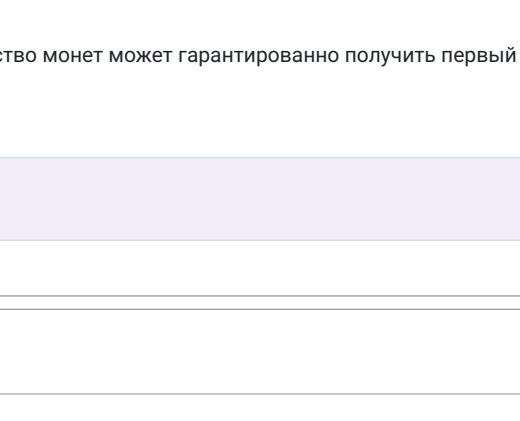 ство монет может гарантированно получить первый